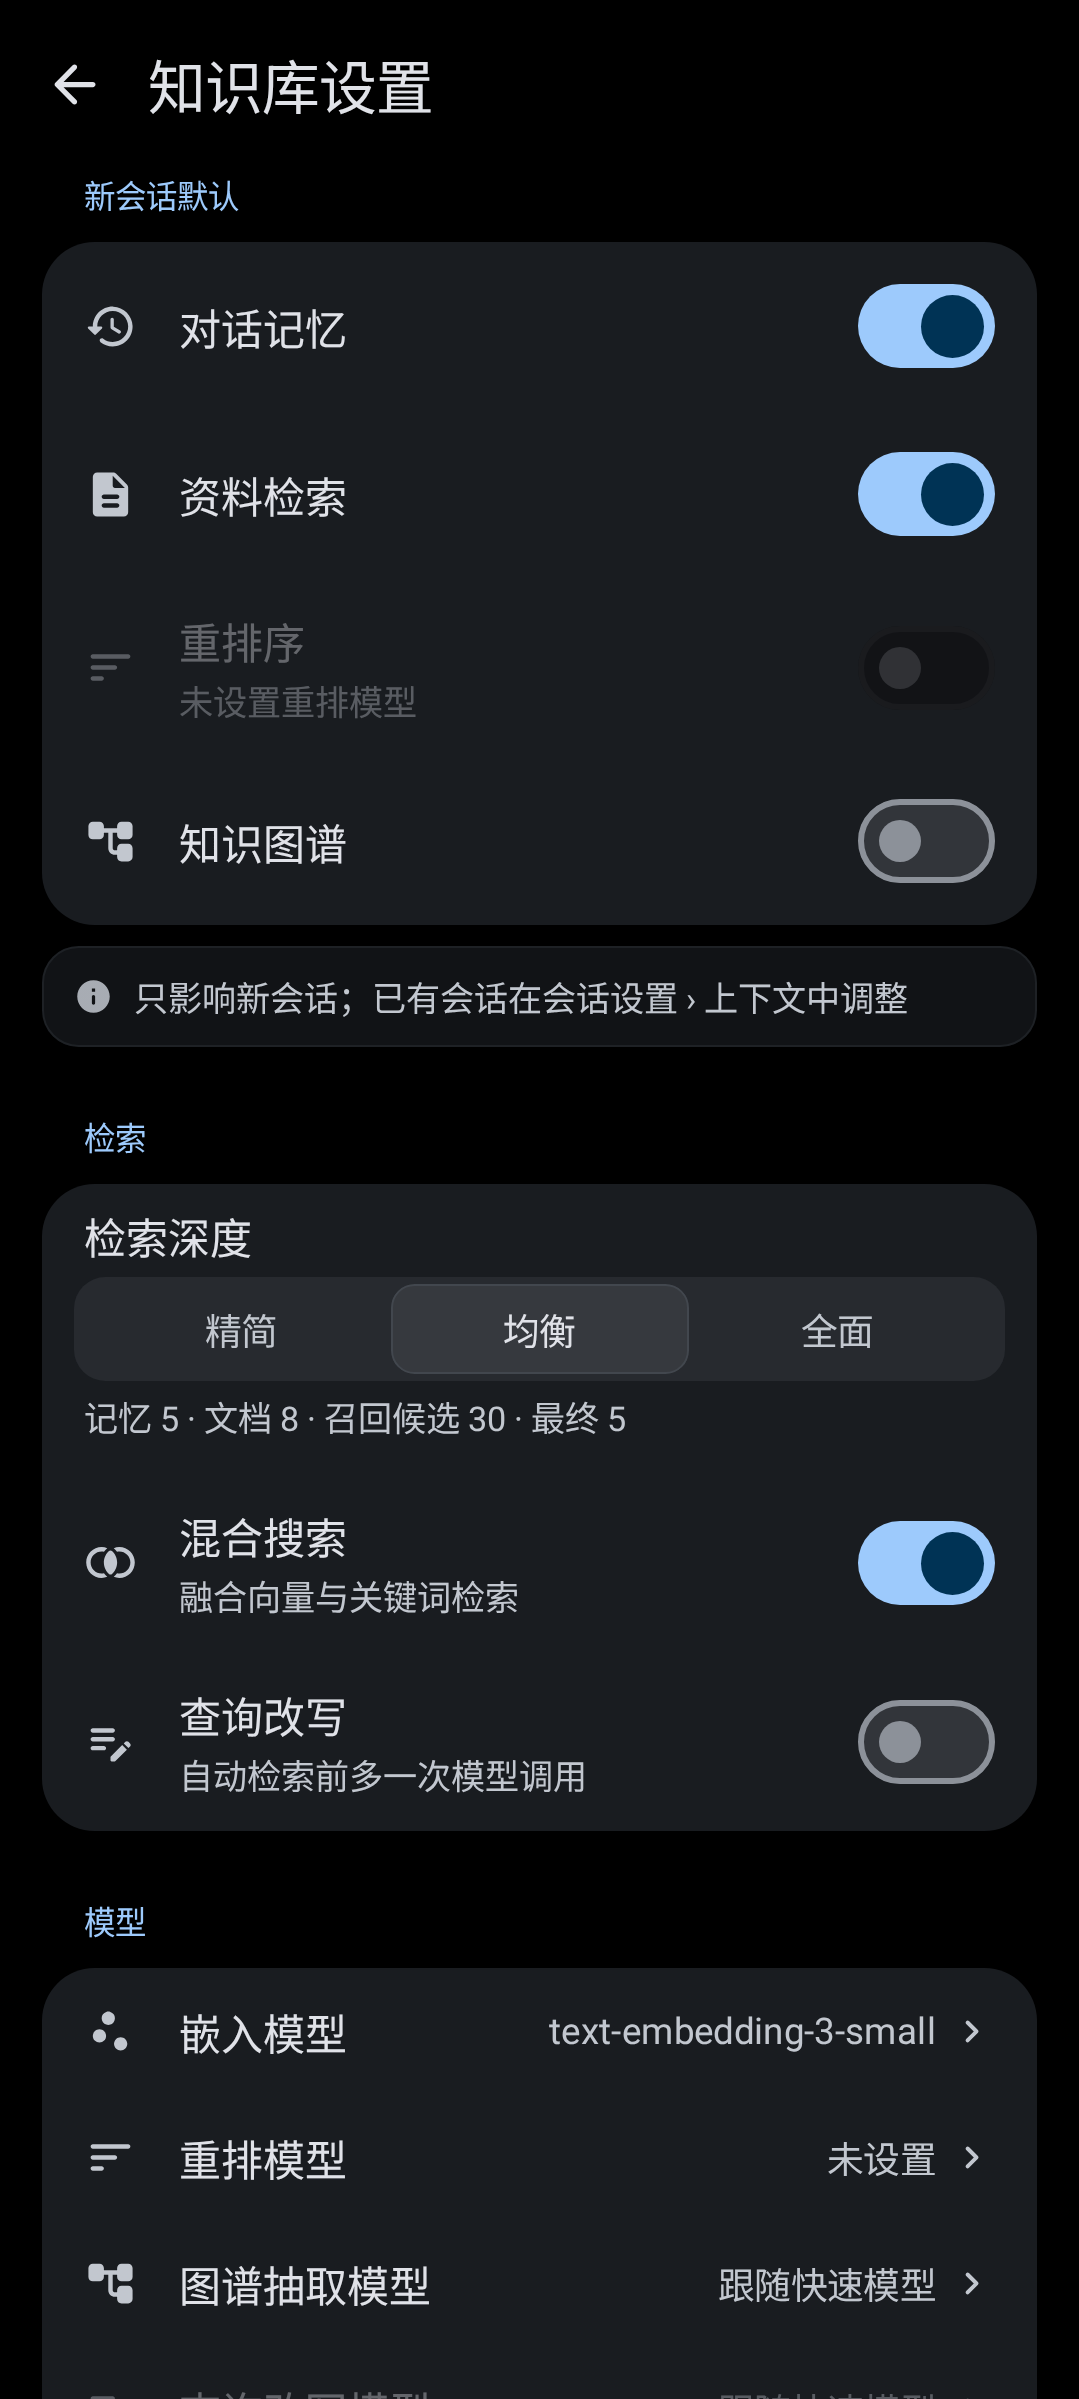 知识库设置
新会话默认
对话记忆
资料检索
重排序
未设置重排模型
知识图谱
只影响新会话；已有会话在会话设置 › 上下文中调整
检索
检索深度
精简 均衡 全面
记忆 5 · 文档 8 · 召回候选 30 · 最终 5
混合搜索
融合向量与关键词检索
查询改写
自动检索前多一次模型调用
模型
嵌入模型 text-embedding-3-small
重排模型 未设置
图谱抽取模型 跟随快速模型